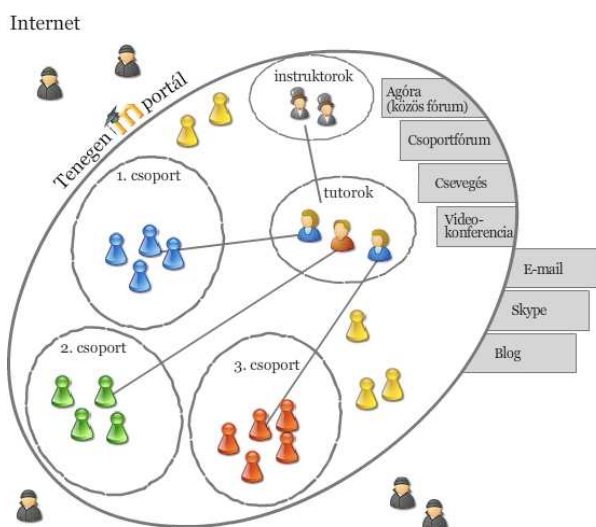 Internet
Tenegen m portál
instruktorok
1. csoport
tutorok
2. csoport
3. csoport
Agóra
(közös fórum)
Csoportfórum
Csevegés
Video-
konferencia
E-mail
Skype
Blog